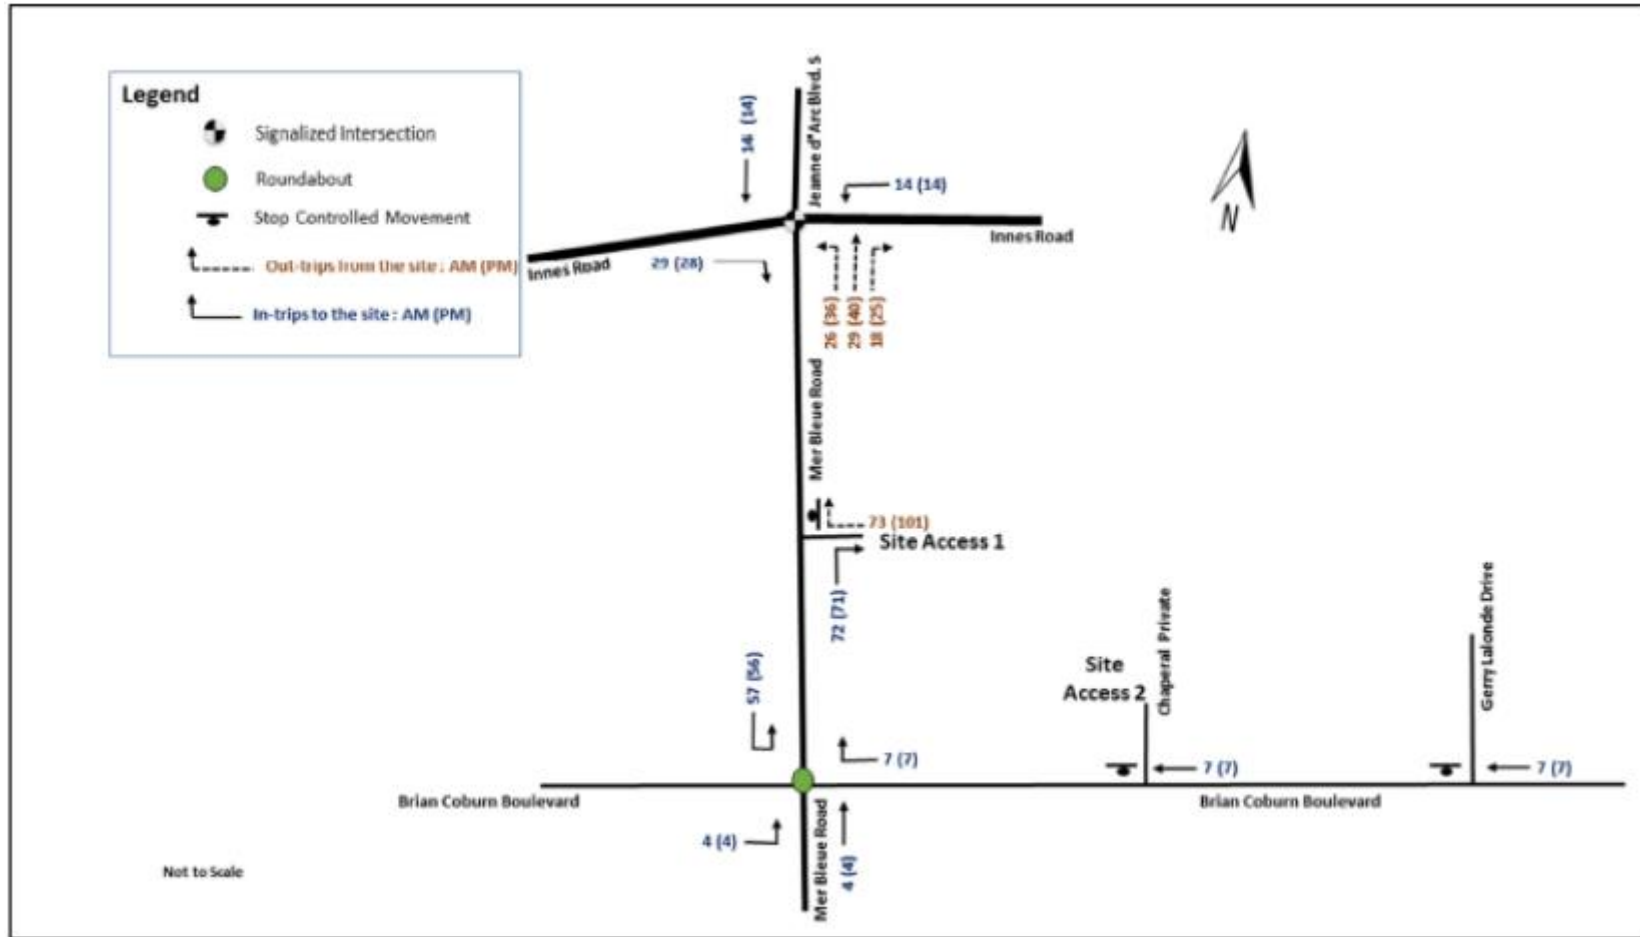 Legend
Signalized Intersection
Roundabout
Stop Controlled Movement
Out-trips from the site : AM (PM)
In-trips to the site : AM (PM)
Jeanne d'Arc Blvd. S
14 (14)
14 (14)
N
Innes Road
Innes Road
29 (28)
26 (36)
29 (40)
18 (25)
Mer Bleue Road
73 (101)
Site Access 1
72 (71)
57 (56)
7 (7)
Site
Access 2
Chaperal Private
7 (7)
Gerry Lalonde Drive
7 (7)
Brian Coburn Boulevard
Brian Coburn Boulevard
4 (4)
Mer Bleue Road
4 (4)
Not to Scale